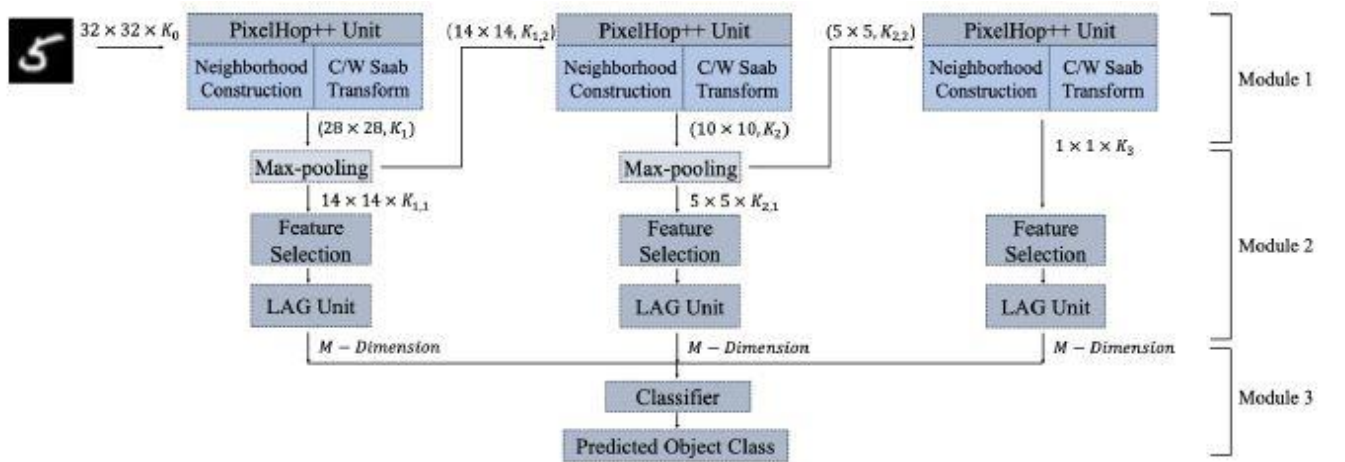 32 × 32 × K₀
PixelHop++ Unit
Neighborhood
Construction
C/W Saab
Transform
(28 × 28, K₁)
Max-pooling
14 × 14 × K₁,₁
Feature
Selection
LAG Unit
M − Dimension
(14 × 14, K₁,₂)
PixelHop++ Unit
Neighborhood
Construction
C/W Saab
Transform
(10 × 10, K₂)
Max-pooling
5 × 5 × K₂,₁
Feature
Selection
LAG Unit
M − Dimension
(5 × 5, K₂,₂)
PixelHop++ Unit
Neighborhood
Construction
C/W Saab
Transform
1 × 1 × K₃
Feature
Selection
LAG Unit
M − Dimension
Classifier
Predicted Object Class
Module 1
Module 2
Module 3
5